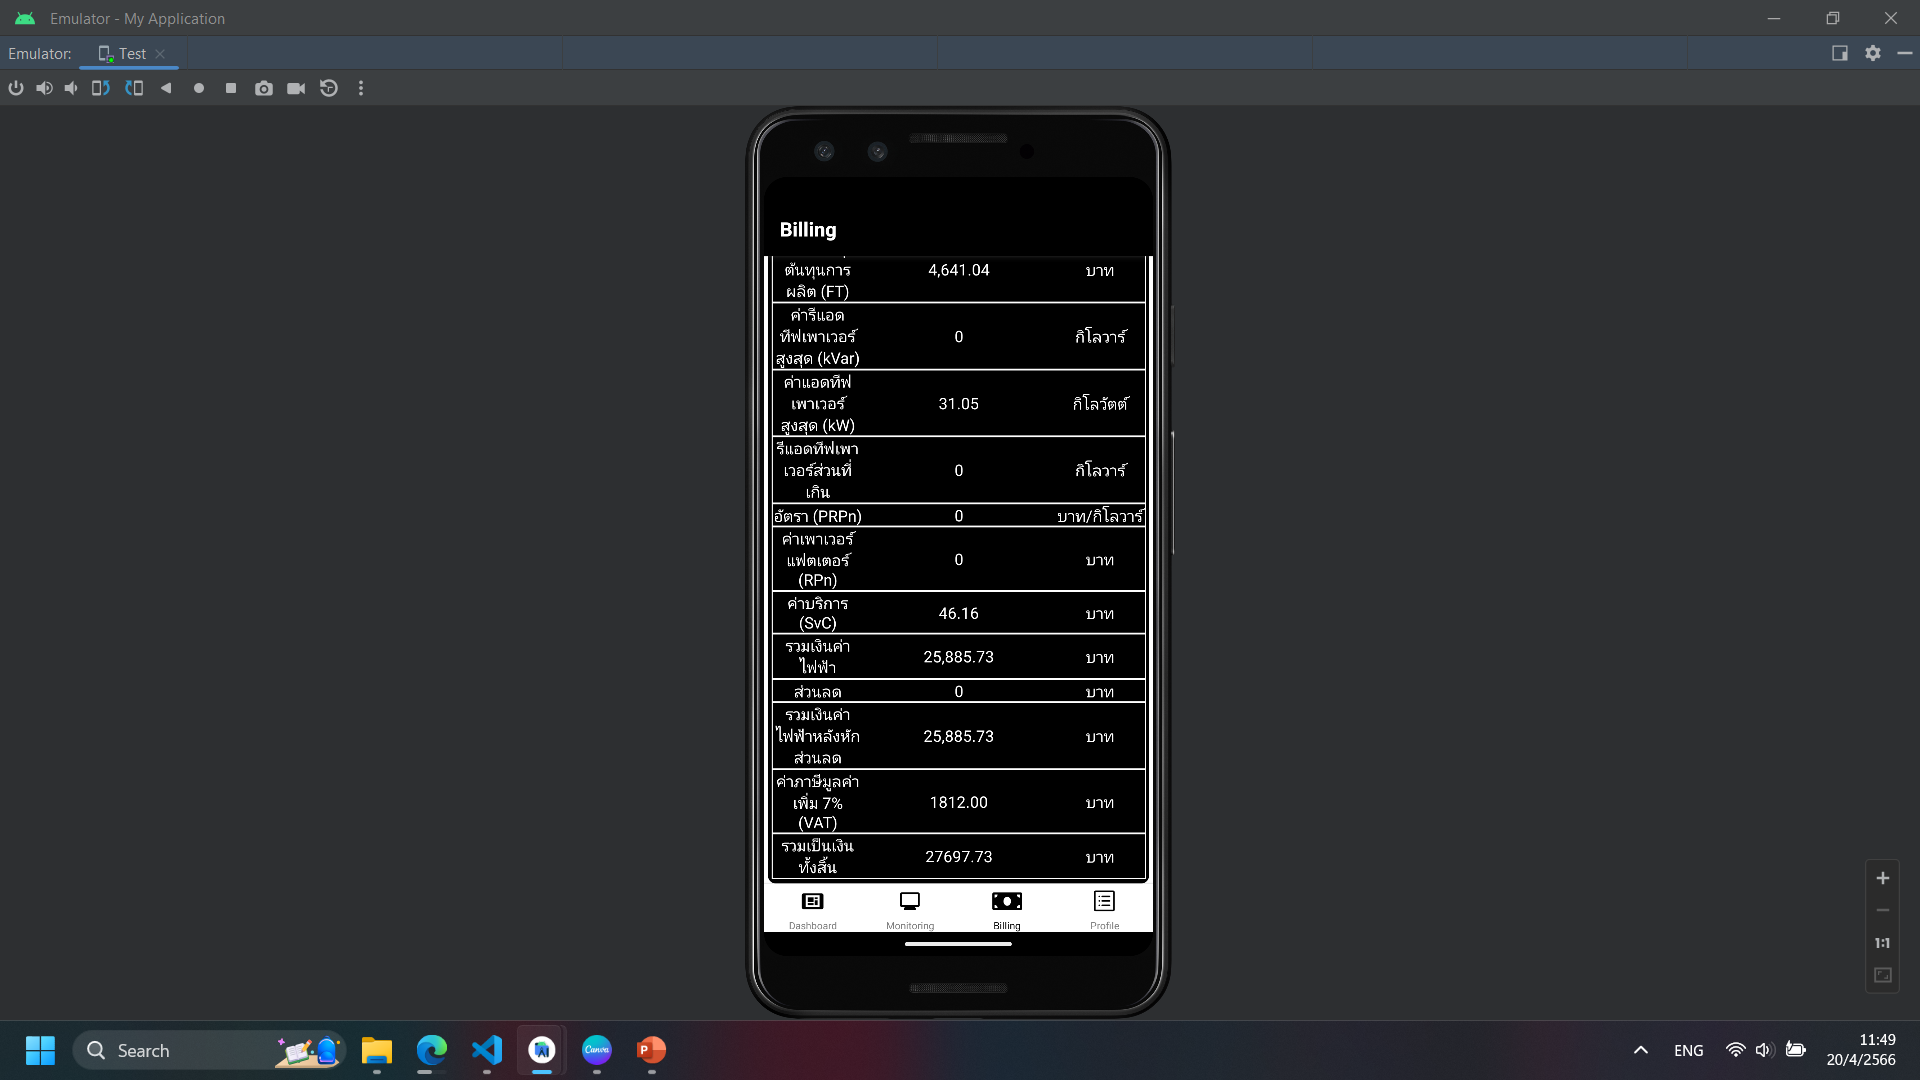 Emulator - My Application
Emulator: Test
Billing
ต้นทุนการ
ผลิต (FT) 4,641.04 บาท
ค่ารีแอด
ทีฟเพาเวอร์
สูงสุด (kVar) 0 กิโลวาร์
ค่าแอดทีฟ
เพาเวอร์
สูงสุด (kW) 31.05 กิโลวัตต์
รีแอดทีฟเพา
เวอร์ส่วนที่
เกิน 0 กิโลวาร์
อัตรา (PRPn) 0 บาท/กิโลวาร์
ค่าเพาเวอร์
แฟตเตอร์
(RPn) 0 บาท
ค่าบริการ
(SvC) 46.16 บาท
รวมเงินค่า
ไฟฟ้า 25,885.73 บาท
ส่วนลด 0 บาท
รวมเงินค่า
ไฟฟ้าหลังหัก
ส่วนลด 25,885.73 บาท
ค่าภาษีมูลค่า
เพิ่ม 7%
(VAT) 1812.00 บาท
รวมเป็นเงิน
ทั้งสิ้น 27697.73 บาท
Dashboard Monitoring Billing Profile
1:1
Search
Canva
P
ENG
11:49
20/4/2566